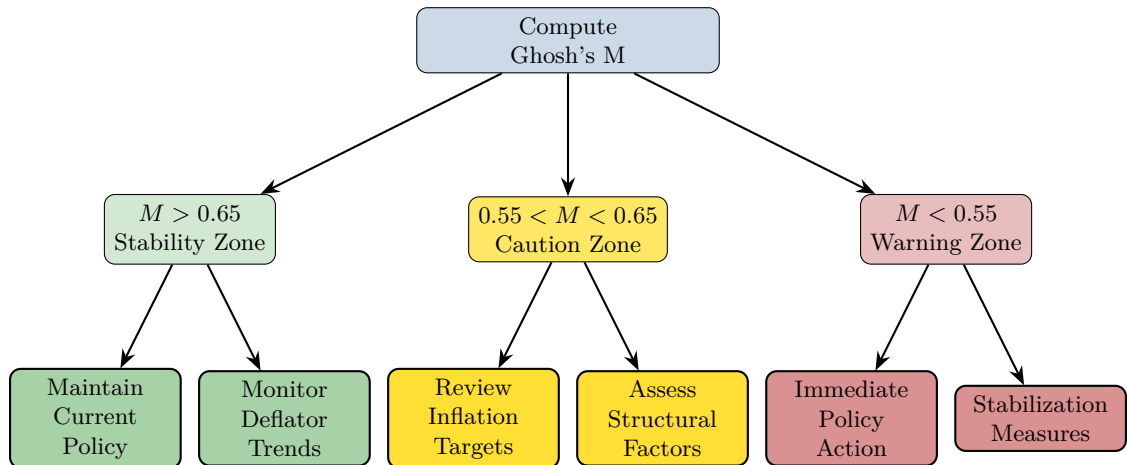 Compute
Ghosh's M
M > 0.65
Stability Zone
0.55 < M < 0.65
Caution Zone
M < 0.55
Warning Zone
Maintain
Current
Policy
Monitor
Deflator
Trends
Review
Inflation
Targets
Assess
Structural
Factors
Immediate
Policy
Action
Stabilization
Measures